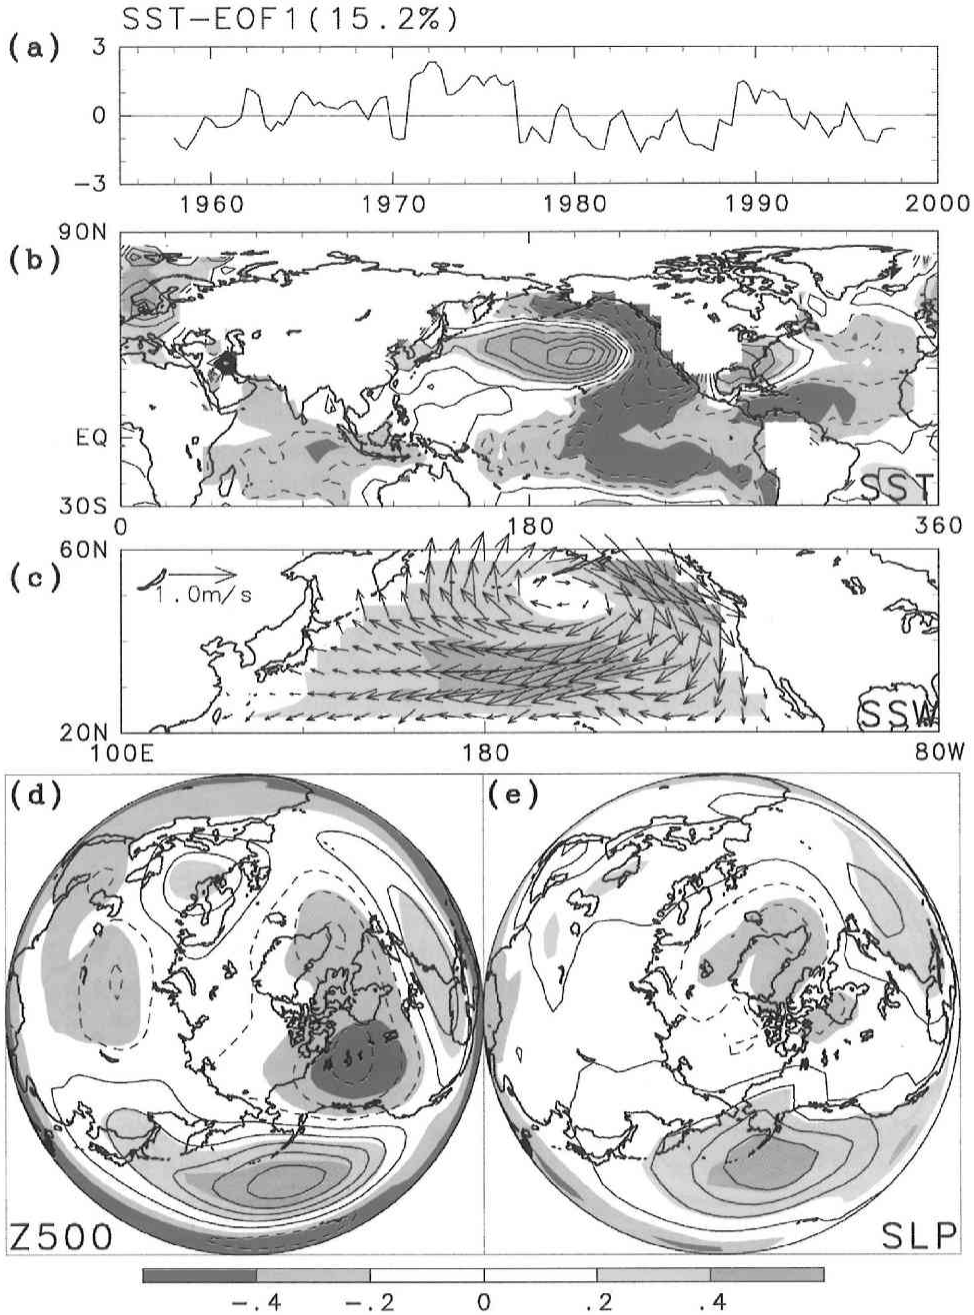 SST-EOF1(15.2%)
(a)
3
0
-3
1960 1970 1980 1990 2000
(b)
90N
EQ
30S
SST
0 180 360
(c)
60N
1.0m/s
20N
SSW
100E 180 80W
(d) (e)
Z500 SLP
-.4 -.2 0 .2 .4